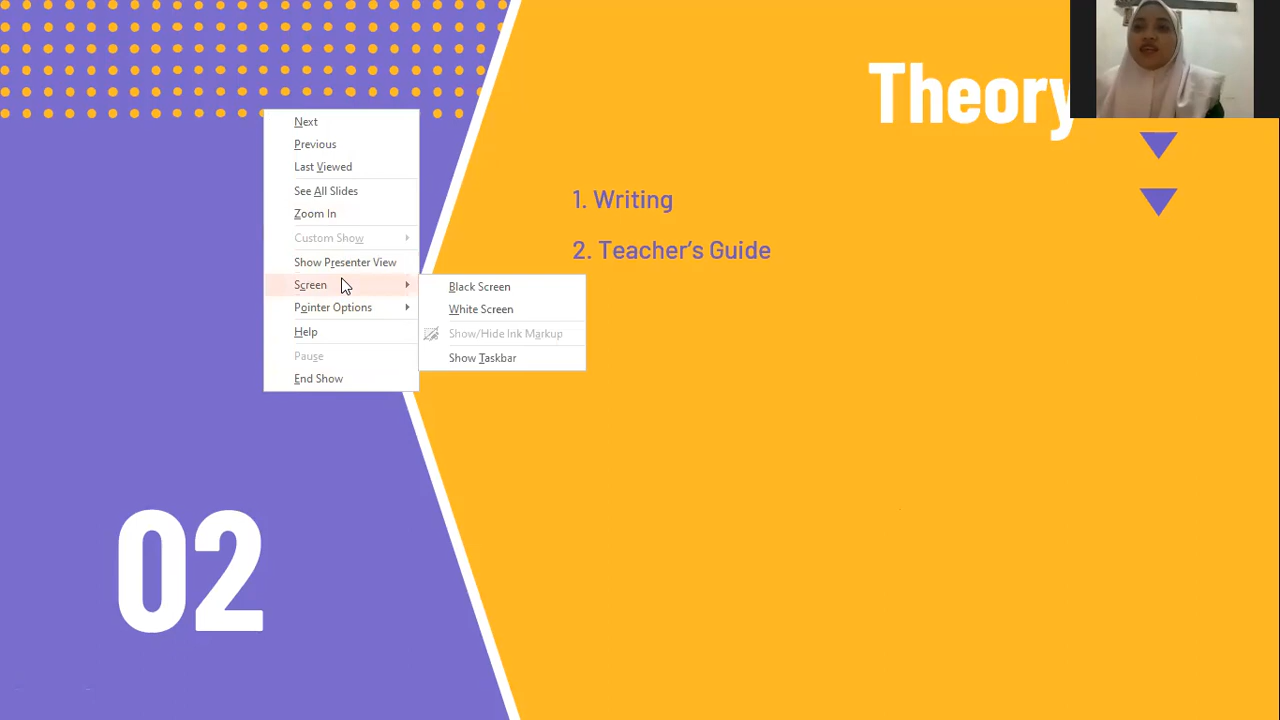 Theory
1. Writing
2. Teacher's Guide
02
Next
Previous
Last Viewed
See All Slides
Zoom In
Custom Show
Show Presenter View
Screen
Pointer Options
Help
Pause
End Show
Black Screen
White Screen
Show/Hide Ink Markup
Show Taskbar